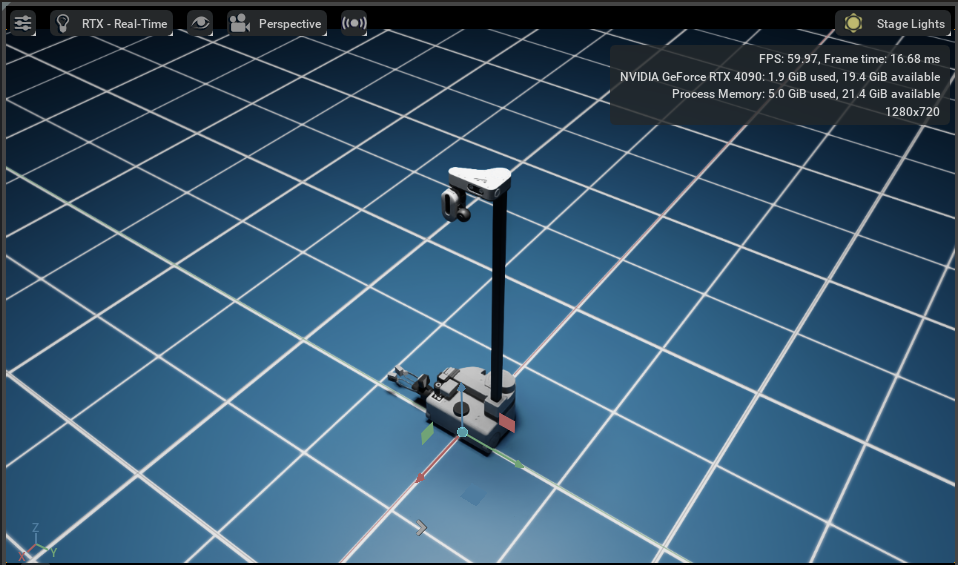 RTX - Real-Time
Perspective
Stage Lights
FPS: 59.97, Frame time: 16.68 ms
NVIDIA GeForce RTX 4090: 1.9 GiB used, 19.4 GiB available
Process Memory: 5.0 GiB used, 21.4 GiB available
1280x720
Z
X
Y